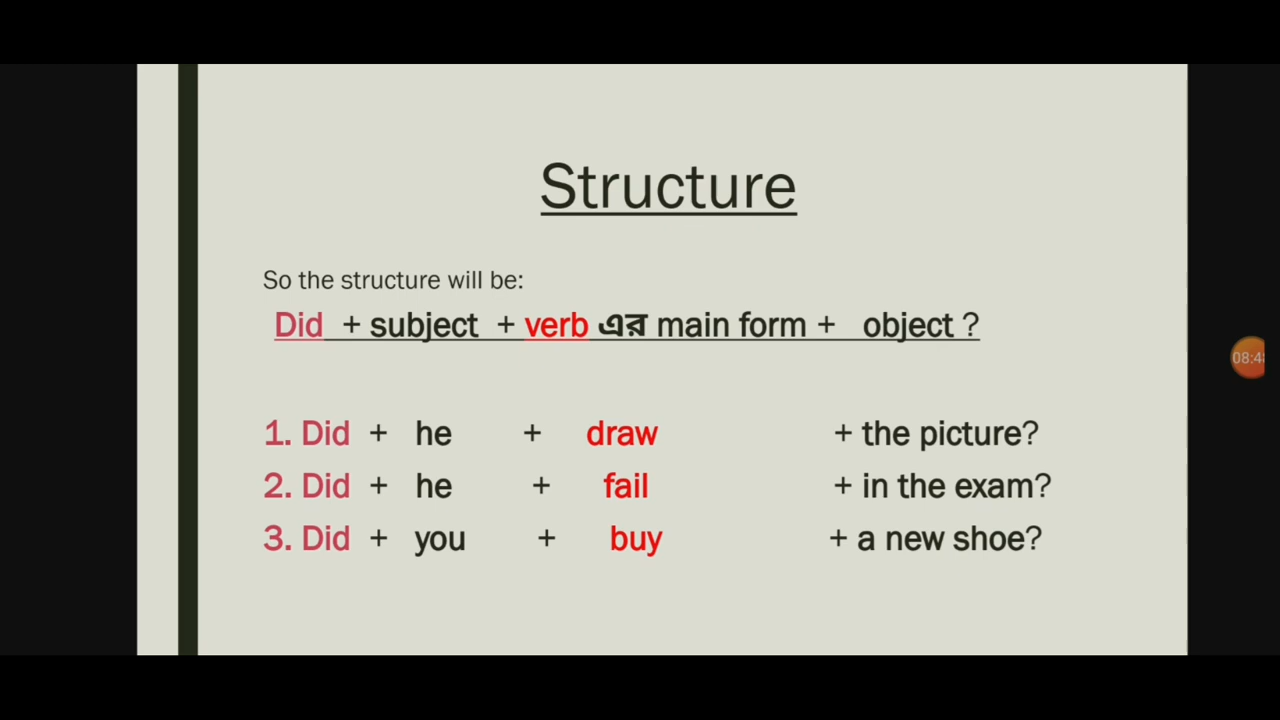 Structure
So the structure will be:
Did + subject + verb এর main form + object ?
1. Did + he + draw + the picture?
2. Did + he + fail + in the exam?
3. Did + you + buy + a new shoe?